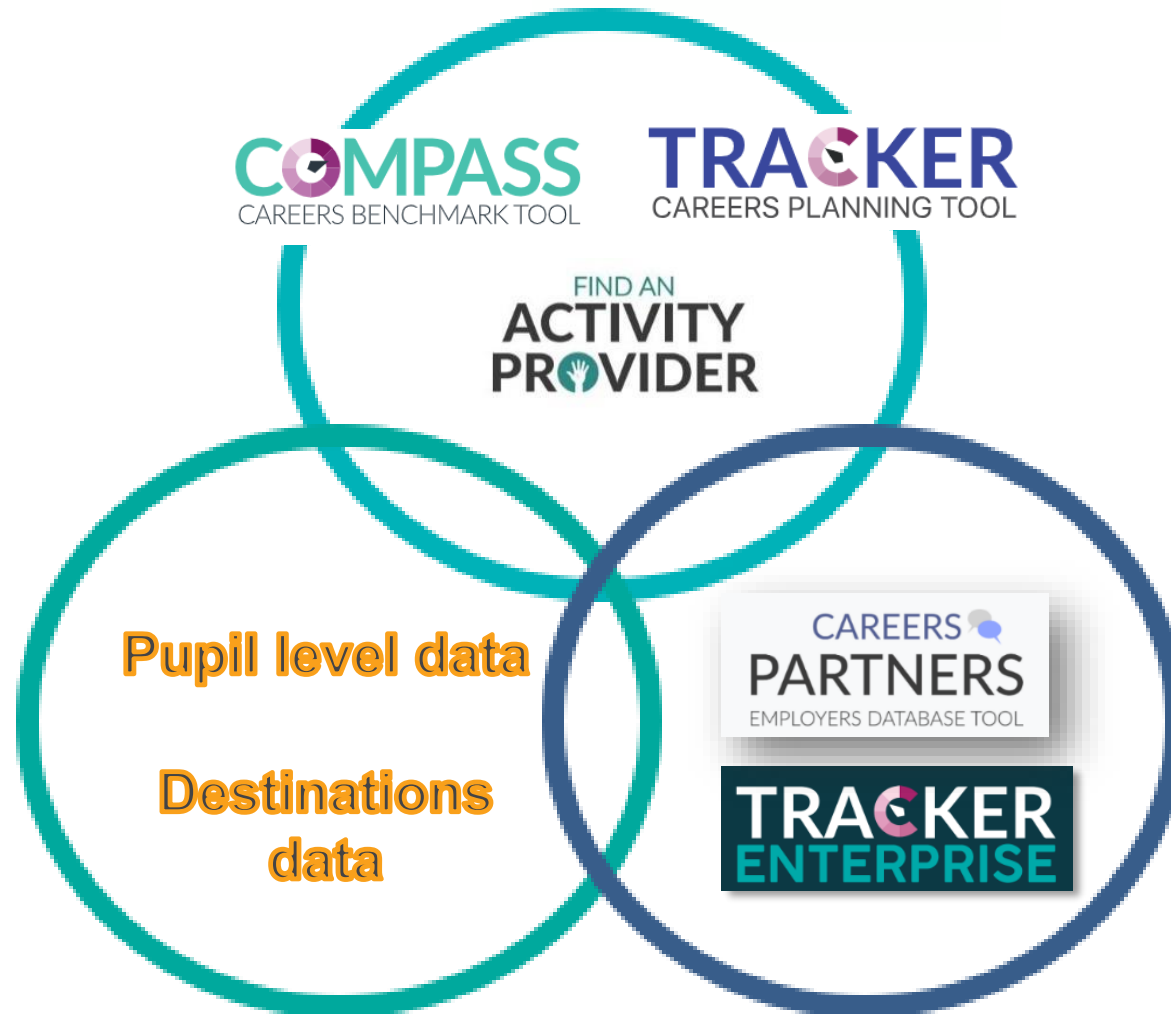 COMPASS
CAREERS BENCHMARK TOOL
TRACKER
CAREERS PLANNING TOOL
FIND AN
ACTIVITY
PROVIDER
Pupil level data
Destinations
data
CAREERS
PARTNERS
EMPLOYERS DATABASE TOOL
TRACKER
ENTERPRISE